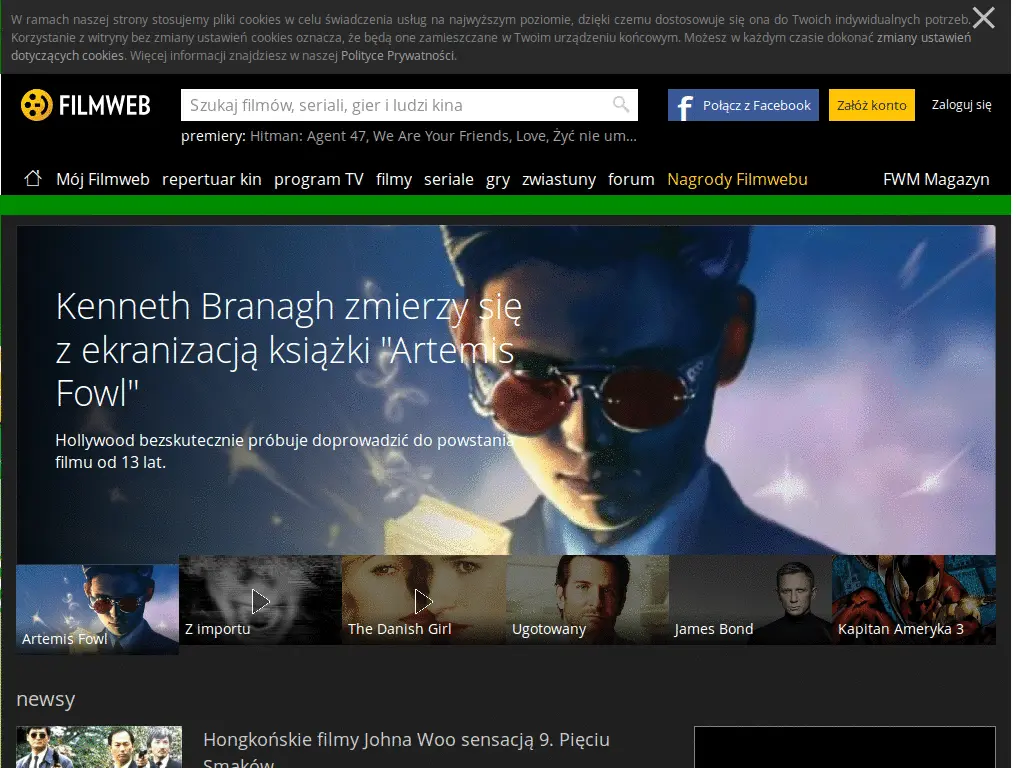 W ramach naszej strony stosujemy pliki cookies w celu świadczenia usług na najwyższym poziomie, dzięki czemu dostosowuje się ona do Twoich indywidualnych potrzeb.
Korzystanie z witryny bez zmiany ustawień cookies oznacza, że będą one zamieszczane w Twoim urządzeniu końcowym. Możesz w każdym czasie dokonać zmiany ustawień
dotyczących cookies. Więcej informacji znajdziesz w naszej Polityce Prywatności.
FILMWEB
Szukaj filmów, seriali, gier i ludzi kina
Połącz z Facebook
Załóż konto
Zaloguj się
premiery: Hitman: Agent 47, We Are Your Friends, Love, Żyć nie um...
Mój Filmweb repertuar kin program TV filmy seriale gry zwiastuny forum Nagrody Filmwebu FWM Magazyn
Kenneth Branagh zmierzy się
z ekranizacją książki "Artemis
Fowl"
Hollywood bezskutecznie próbuje doprowadzić do powstania
filmu od 13 lat.
Artemis Fowl
Z importu
The Danish Girl
Ugotowany
James Bond
Kapitan Ameryka 3
newsy
Hongkońskie filmy Johna Woo sensacją 9. Pięciu
Smaków